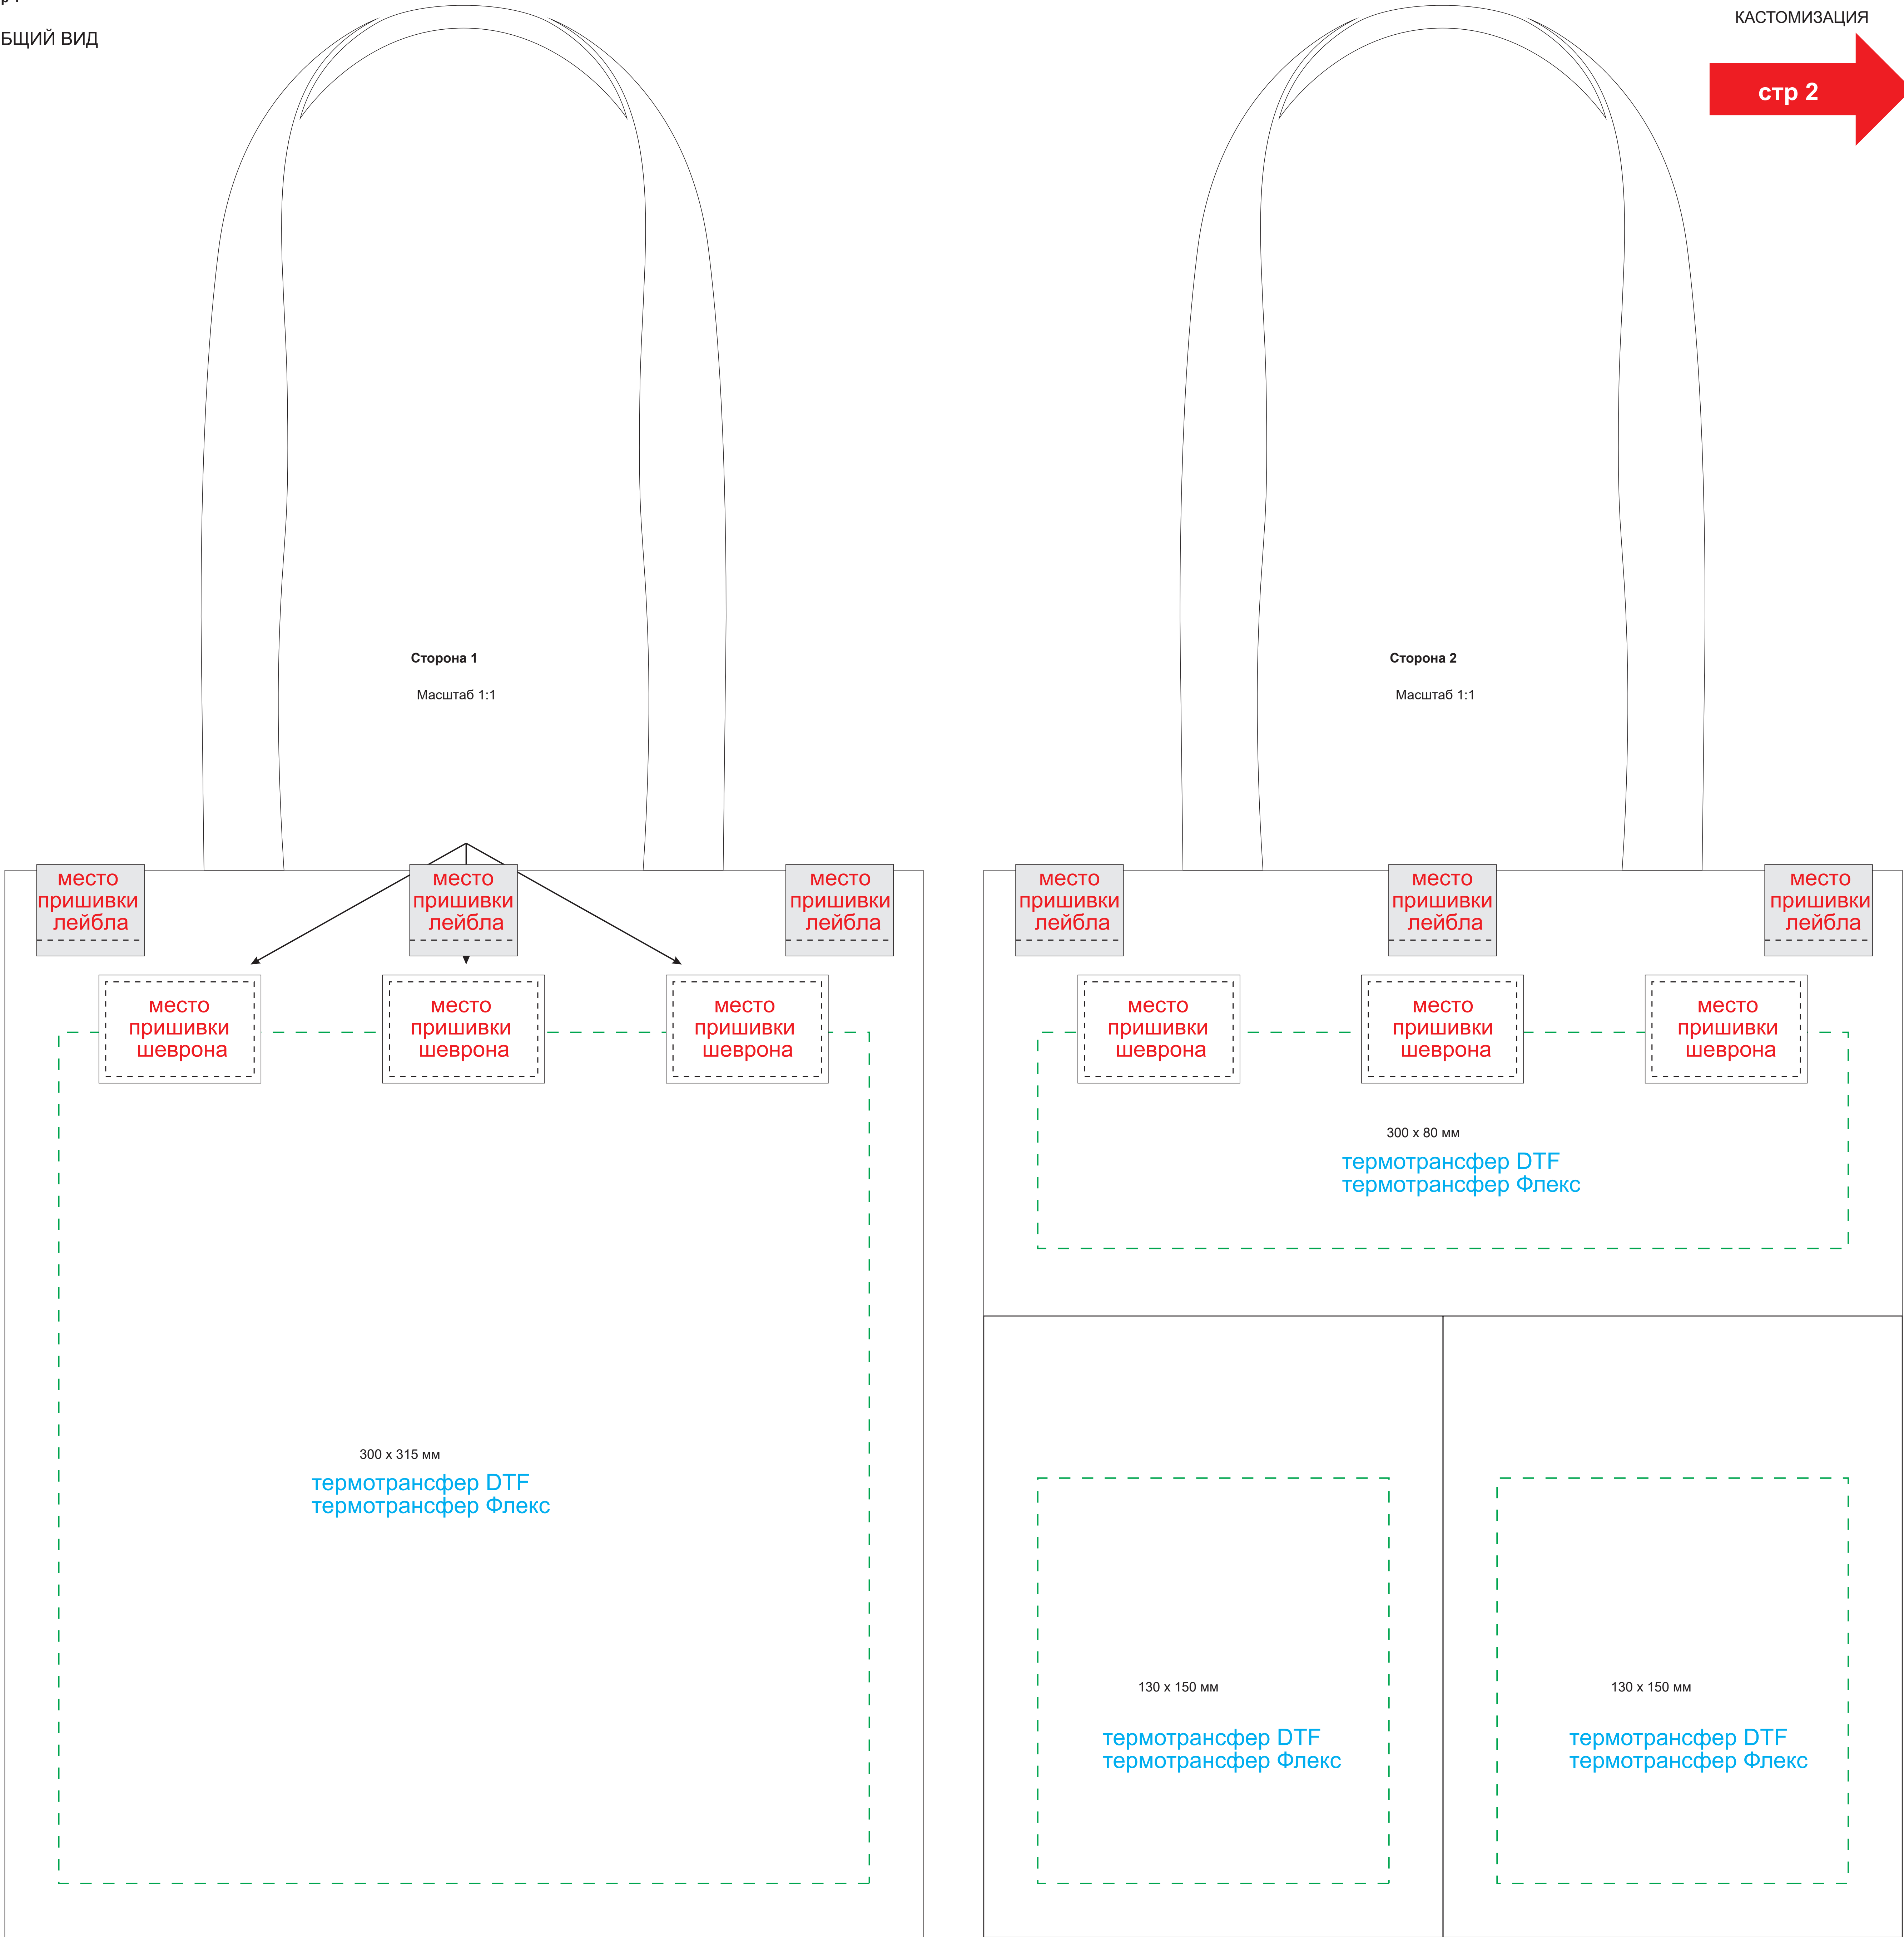 БЩИЙ ВИД
КАСТОМИЗАЦИЯ
стр 2
Сторона 1
Масштаб 1:1
Сторона 2
Масштаб 1:1
место
пришивки
лейбла
место
пришивки
лейбла
место
пришивки
лейбла
место
пришивки
лейбла
место
пришивки
лейбла
место
пришивки
лейбла
место
пришивки
шеврона
место
пришивки
шеврона
место
пришивки
шеврона
место
пришивки
шеврона
место
пришивки
шеврона
место
пришивки
шеврона
300 х 80 мм
термотрансфер DTF
термотрансфер Флекс
300 х 315 мм
термотрансфер DTF
термотрансфер Флекс
130 х 150 мм
термотрансфер DTF
термотрансфер Флекс
130 х 150 мм
термотрансфер DTF
термотрансфер Флекс